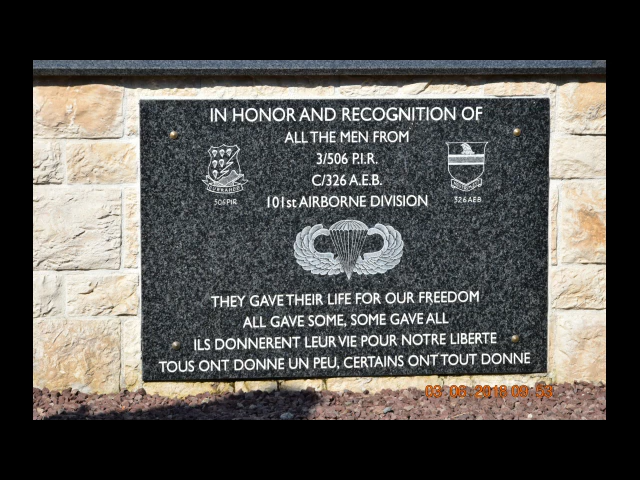 IN HONOR AND RECOGNITION OF
ALL THE MEN FROM
3/506 P.I.R.
C/326 A.E.B.
101st AIRBORNE DIVISION
CURRAHEE
506PIR
326AEB
THEY GAVE THEIR LIFE FOR OUR FREEDOM
ALL GAVE SOME, SOME GAVE ALL
ILS DONNERENT LEUR VIE POUR NOTRE LIBERTE
TOUS ONT DONNE UN PEU, CERTAINS ONT TOUT DONNE